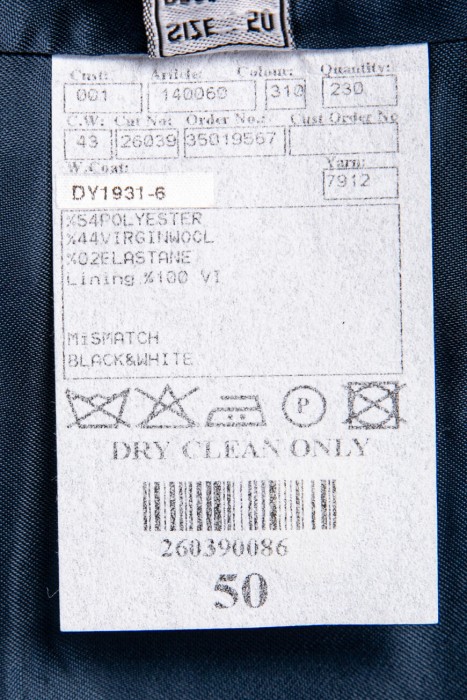 SIZE - 50
Cust: Article: Colour: Quantity:
001 140060 310 230
C.W: Cut No: Order No.: Cust Order No
43 26039 35019567
W.Coat: Yarn:
DY1931-6 7912
%54POLYESTER
%44VIRGINWOOL
%02ELASTANE
Lining %100 VI
MiSMATCH
BLACK&WHITE
P
DRY CLEAN ONLY
260390086
50